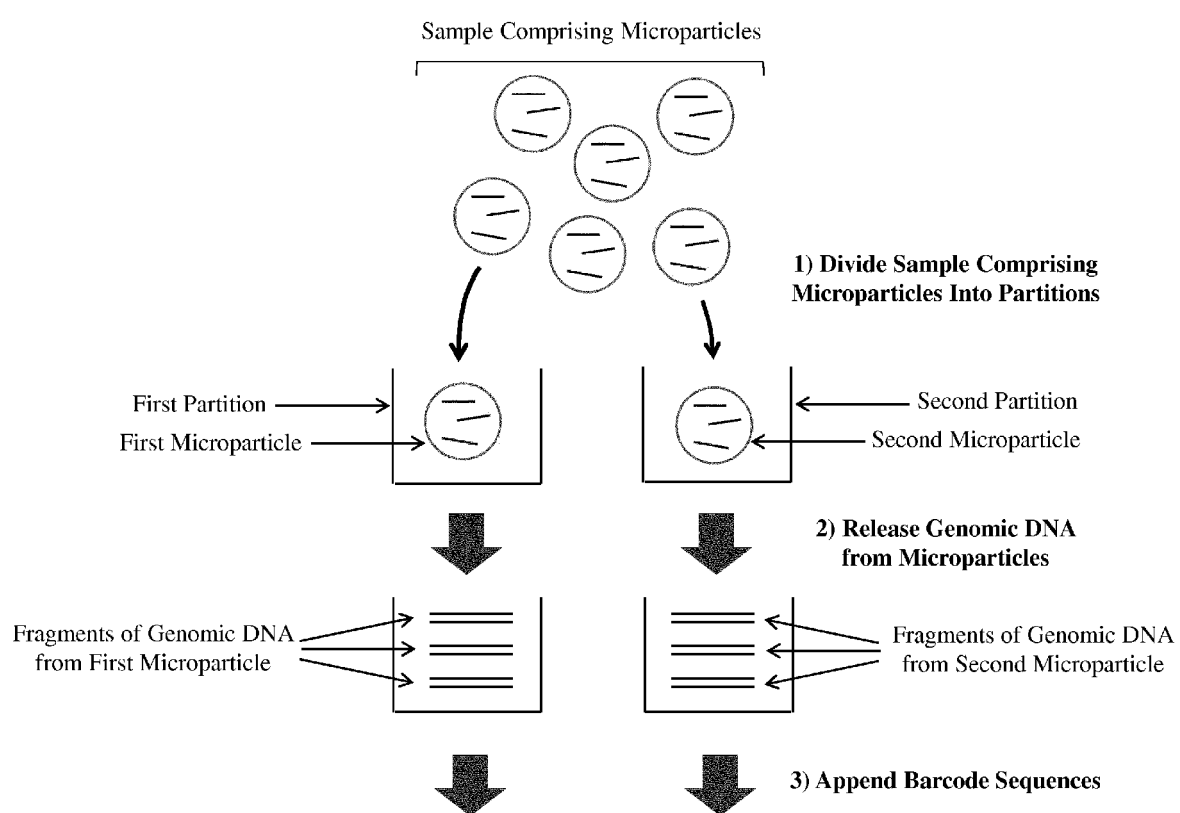 Sample Comprising Microparticles
1) Divide Sample Comprising
Microparticles Into Partitions
First Partition
First Microparticle
Second Partition
Second Microparticle
2) Release Genomic DNA
from Microparticles
Fragments of Genomic DNA
from First Microparticle
Fragments of Genomic DNA
from Second Microparticle
3) Append Barcode Sequences